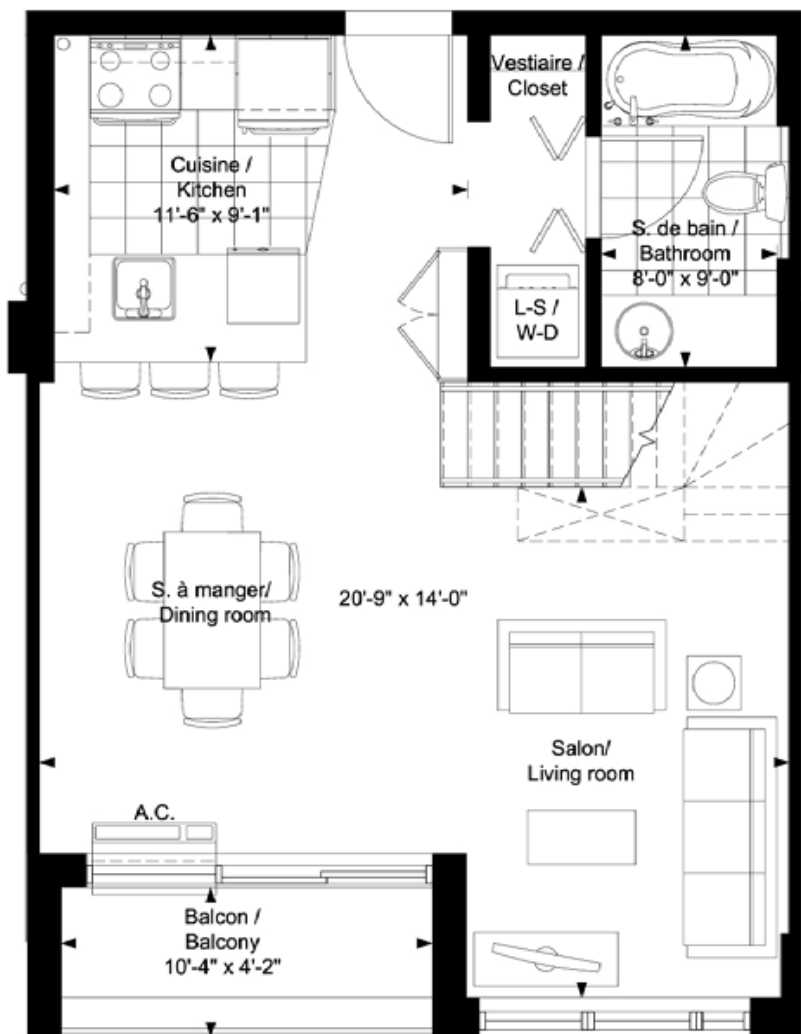 Vestiaire /
Closet
Cuisine /
Kitchen
11'-6" x 9'-1"
S. de bain /
Bathroom
8'-0" x 9'-0"
L-S /
W-D
S. à manger/
Dining room
20'-9" x 14'-0"
Salon/
Living room
A.C.
Balcon /
Balcony
10'-4" x 4'-2"